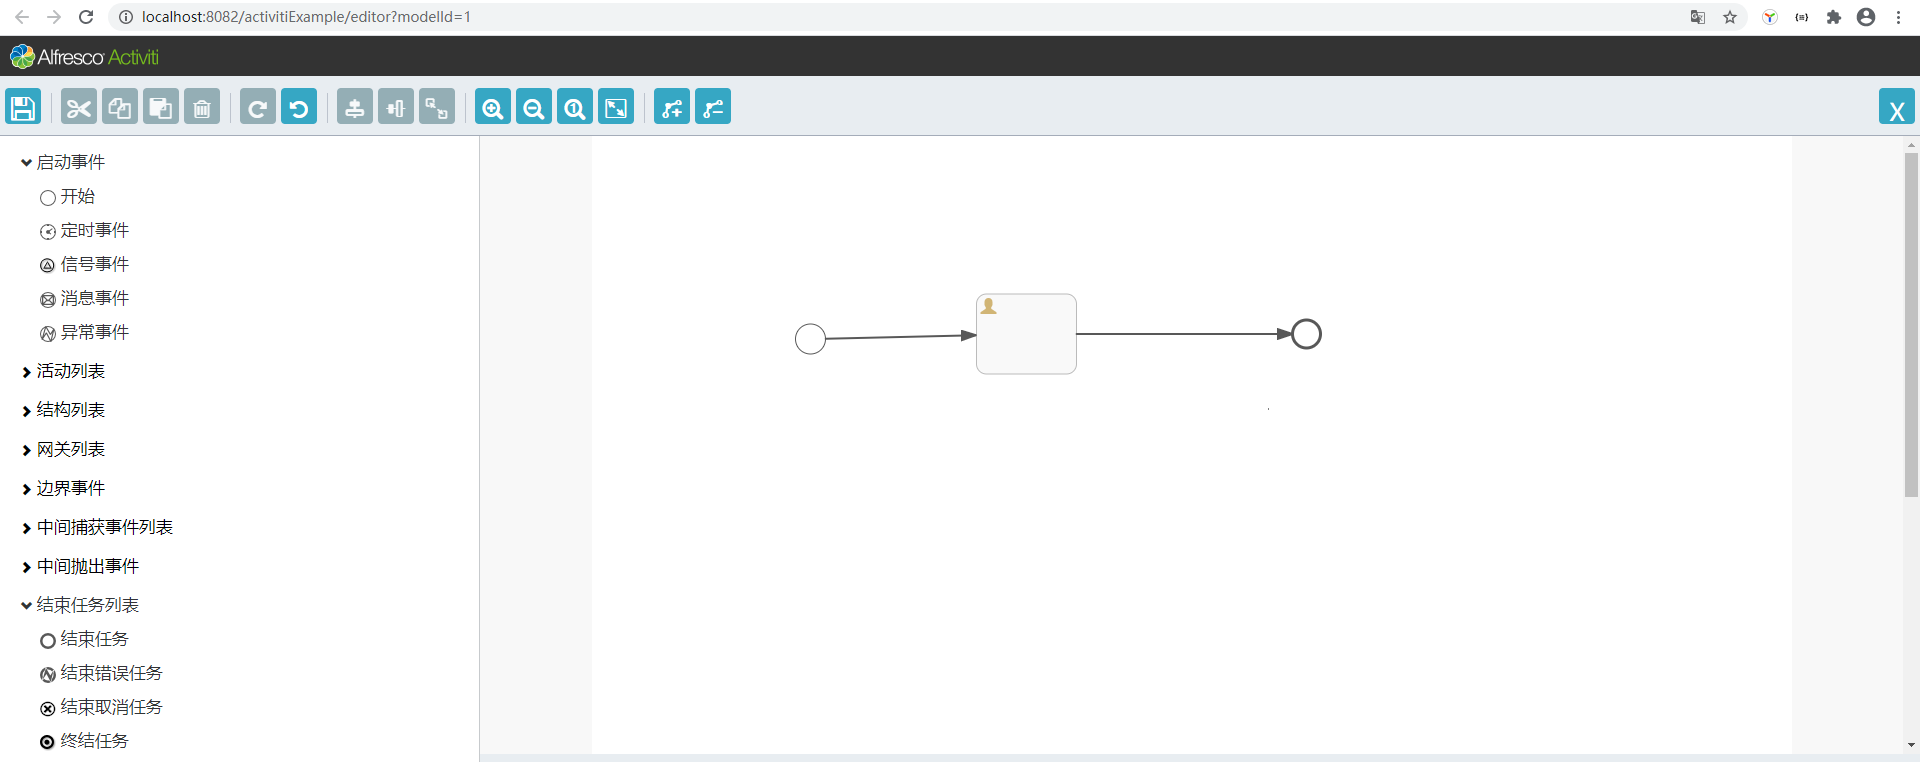 localhost:8082/activitiExample/editor?modelId=1
Alfresco Activiti
X
启动事件
开始
定时事件
信号事件
消息事件
异常事件
活动列表
结构列表
网关列表
边界事件
中间捕获事件列表
中间抛出事件
结束任务列表
结束任务
结束错误任务
结束取消任务
终结任务